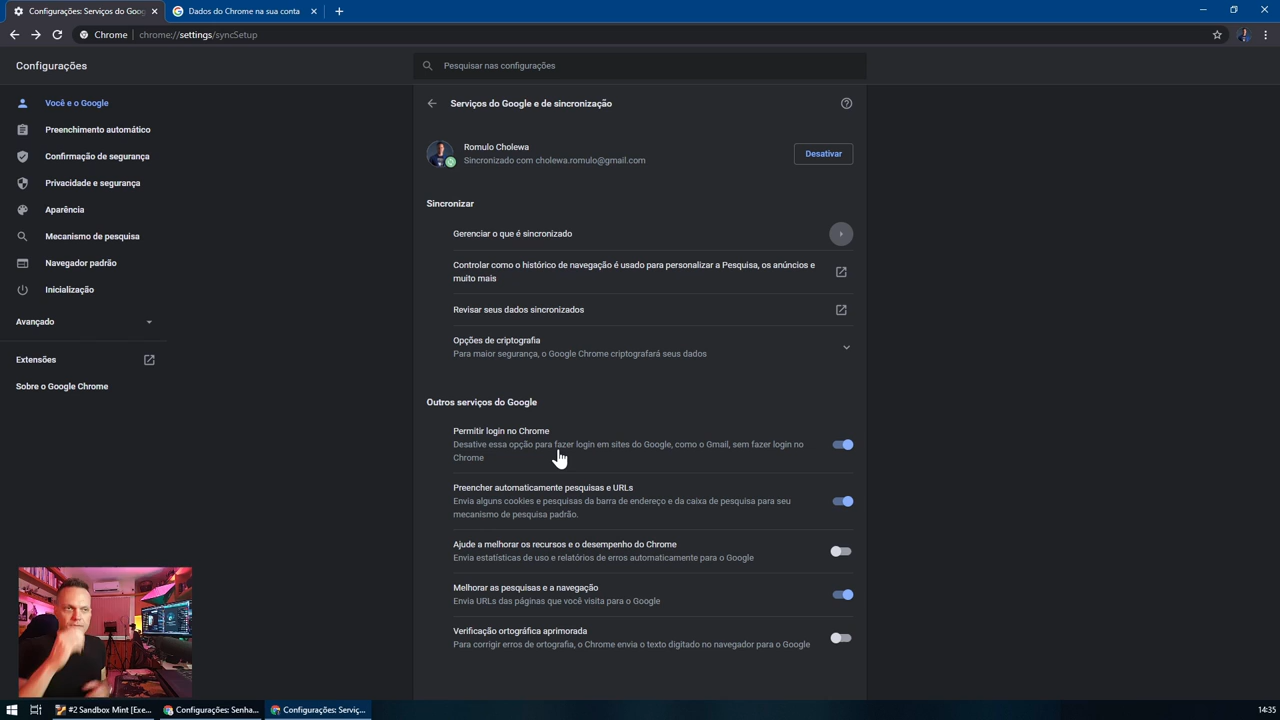 Configurações: Serviços do Goog
Dados do Chrome na sua conta
Chrome
chrome://settings/syncSetup
Configurações
Pesquisar nas configurações
Você e o Google
Preenchimento automático
Confirmação de segurança
Privacidade e segurança
Aparência
Mecanismo de pesquisa
Navegador padrão
Inicialização
Avançado
Extensões
Sobre o Google Chrome
Serviços do Google e de sincronização
Romulo Cholewa
Sincronizado com cholewa.romulo@gmail.com
Desativar
Sincronizar
Gerenciar o que é sincronizado
Controlar como o histórico de navegação é usado para personalizar a Pesquisa, os anúncios e
muito mais
Revisar seus dados sincronizados
Opções de criptografia
Para maior segurança, o Google Chrome criptografará seus dados
Outros serviços do Google
Permitir login no Chrome
Desative essa opção para fazer login em sites do Google, como o Gmail, sem fazer login no
Chrome
Preencher automaticamente pesquisas e URLs
Envia alguns cookies e pesquisas da barra de endereço e da caixa de pesquisa para seu
mecanismo de pesquisa padrão.
Ajude a melhorar os recursos e o desempenho do Chrome
Envia estatísticas de uso e relatórios de erros automaticamente para o Google
Melhorar as pesquisas e a navegação
Envia URLs das páginas que você visita para o Google
Verificação ortográfica aprimorada
Para corrigir erros de ortografia, o Chrome envia o texto digitado no navegador para o Google
#2 Sandbox Mint [Exe...
Configurações: Senha...
Configurações: Serviç...
14:35